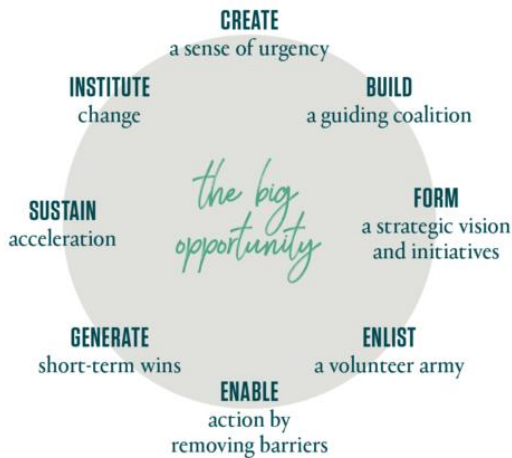 CREATE
a sense of urgency
BUILD
a guiding coalition
FORM
a strategic vision
and initiatives
ENLIST
a volunteer army
ENABLE
action by
removing barriers
GENERATE
short-term wins
SUSTAIN
acceleration
INSTITUTE
change
the big
opportunity